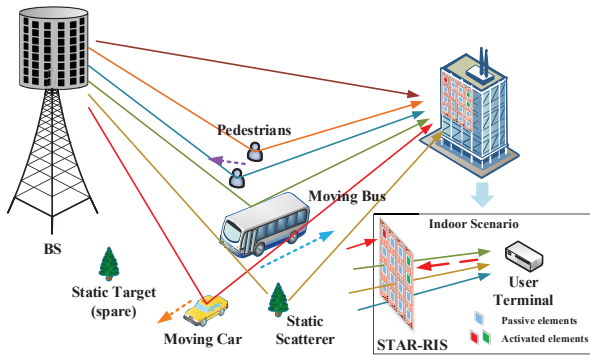 Pedestrians
Moving Bus
BS
Static Target
(spare)
Moving Car
Static
Scatterer
Indoor Scenario
User
Terminal
STAR-RIS
Passive elements
Activated elements